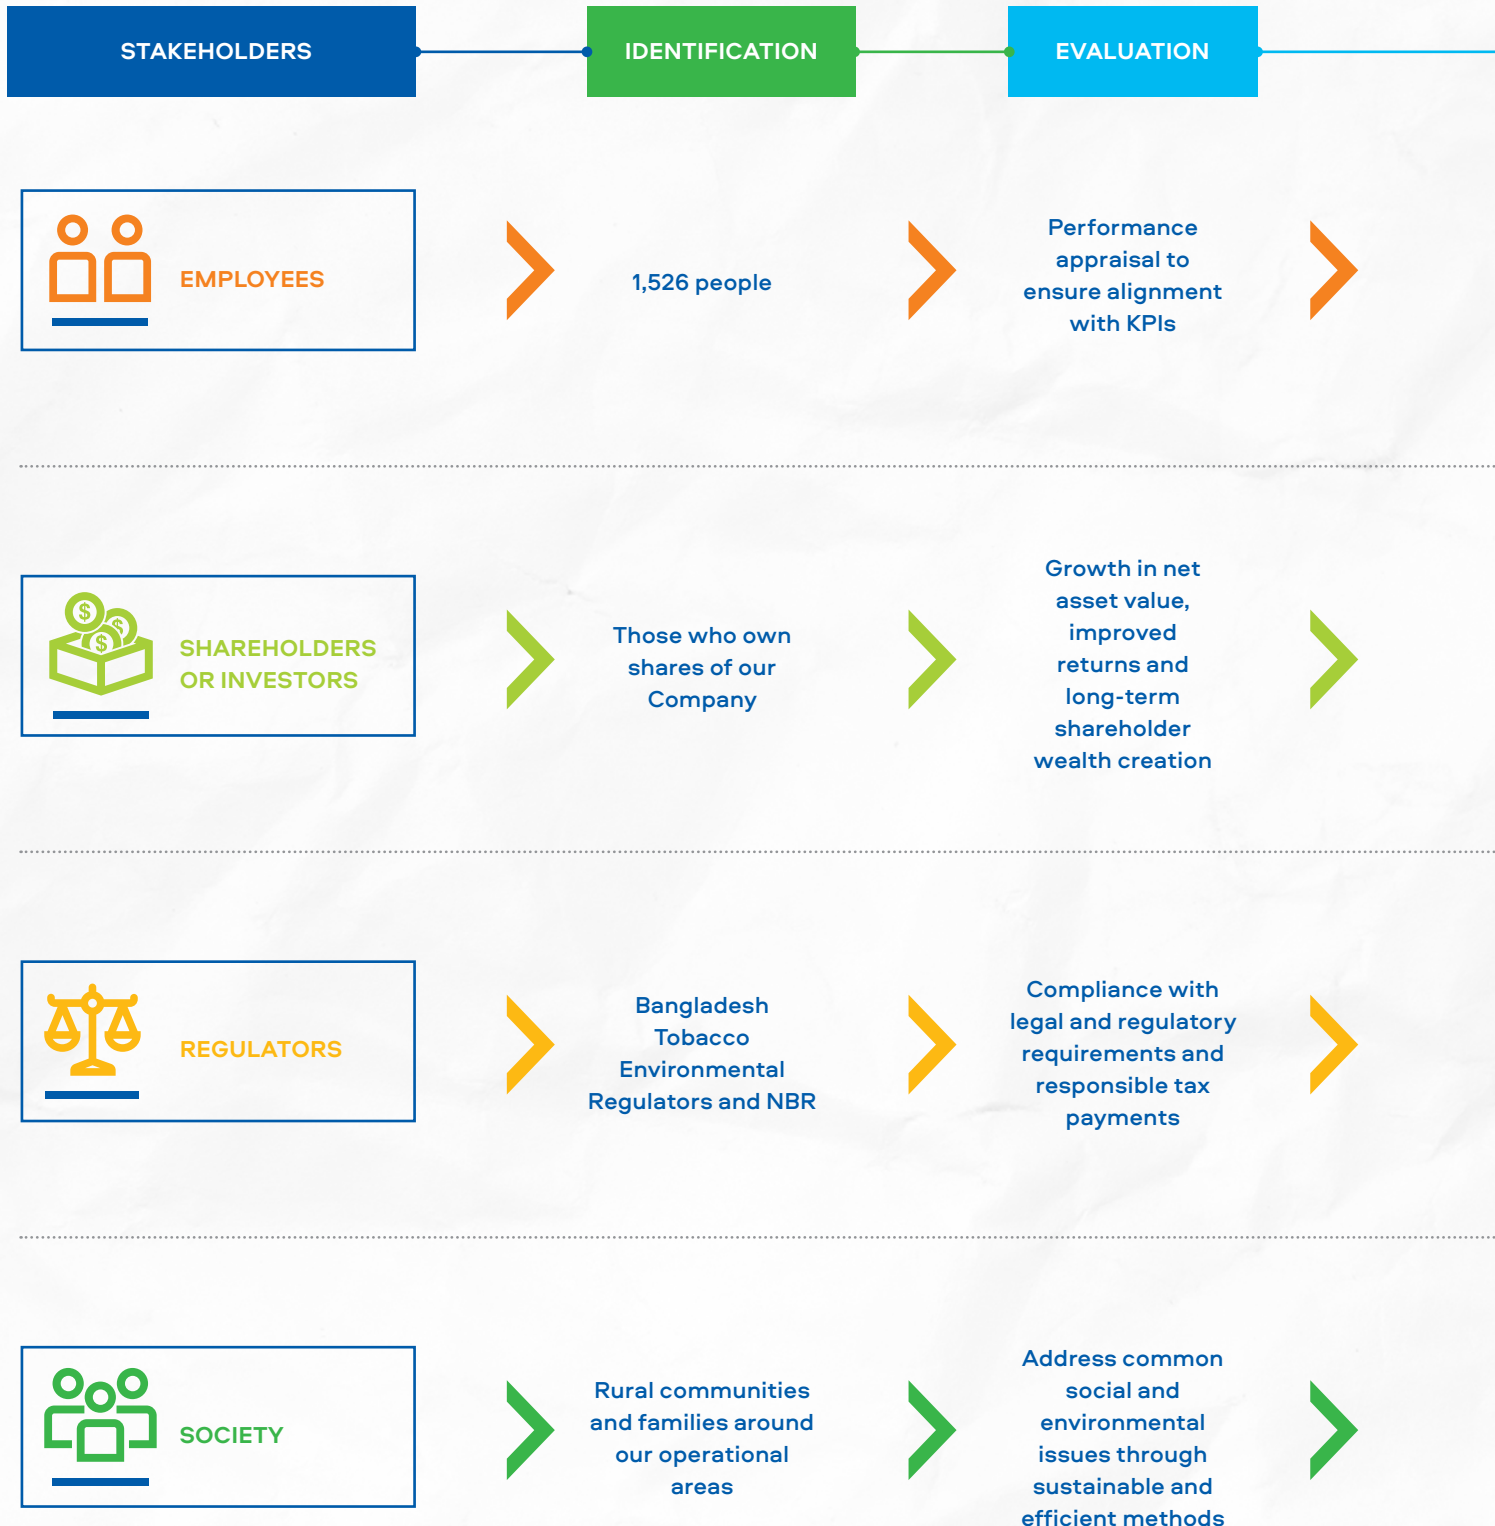 STAKEHOLDERS
IDENTIFICATION
EVALUATION
EMPLOYEES
1,526 people
Performance
appraisal to
ensure alignment
with KPIs
SHAREHOLDERS
OR INVESTORS
Those who own
shares of our
Company
Growth in net
asset value,
improved
returns and
long-term
shareholder
wealth creation
REGULATORS
Bangladesh
Tobacco
Environmental
Regulators and NBR
Compliance with
legal and regulatory
requirements and
responsible tax
payments
SOCIETY
Rural communities
and families around
our operational
areas
Address common
social and
environmental
issues through
sustainable and
efficient methods